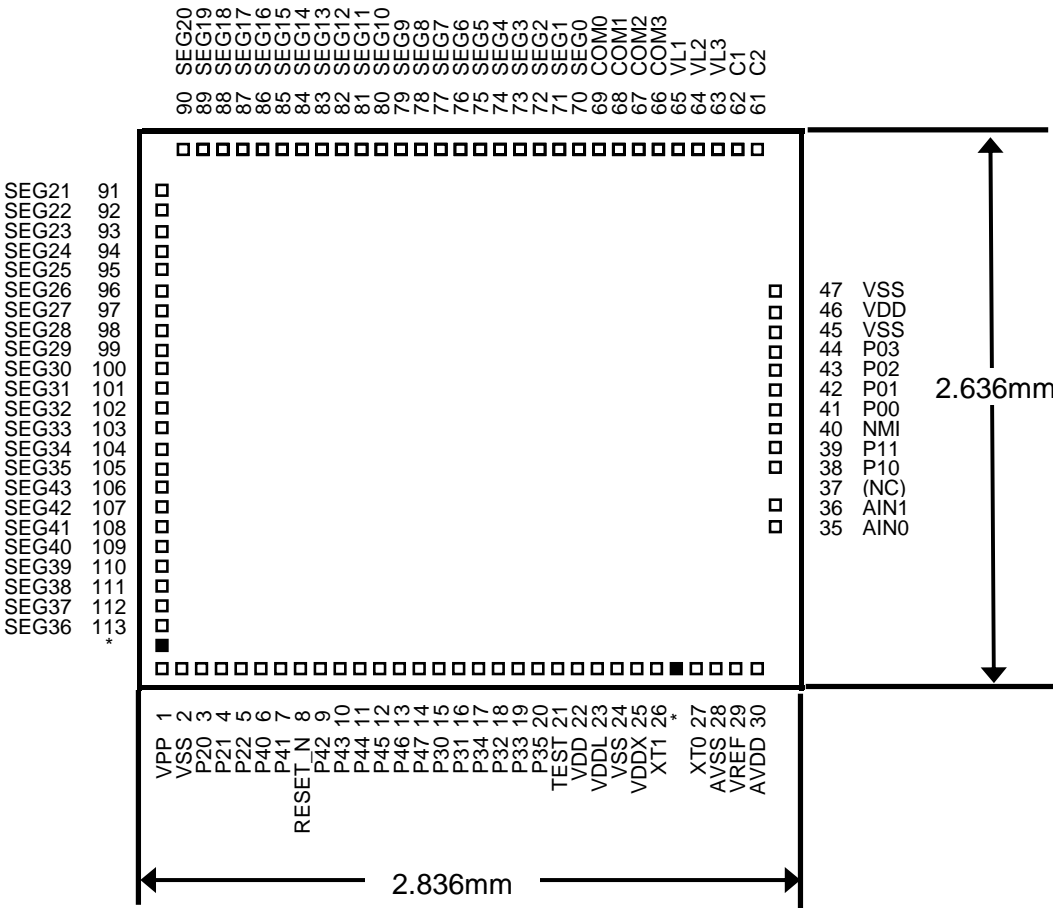 90 SEG20
89 SEG19
88 SEG18
87 SEG17
86 SEG16
85 SEG15
84 SEG14
83 SEG13
82 SEG12
81 SEG11
80 SEG10
79 SEG9
78 SEG8
77 SEG7
76 SEG6
75 SEG5
74 SEG4
73 SEG3
72 SEG2
71 SEG1
70 SEG0
69 COM0
68 COM1
67 COM2
66 COM3
65 VL1
64 VL2
63 VL3
62 C1
61 C2
SEG21 91
SEG22 92
SEG23 93
SEG24 94
SEG25 95
SEG26 96
SEG27 97
SEG28 98
SEG29 99
SEG30 100
SEG31 101
SEG32 102
SEG33 103
SEG34 104
SEG35 105
SEG43 106
SEG42 107
SEG41 108
SEG40 109
SEG39 110
SEG38 111
SEG37 112
SEG36 113
*
47 VSS
46 VDD
45 VSS
44 P03
43 P02
42 P01
41 P00
40 NMI
39 P11
38 P10
37 (NC)
36 AIN1
35 AIN0
2.636mm
VPP 1
VSS 2
P20 3
P21 4
P22 5
P40 6
P41 7
RESET_N 8
P42 9
P43 10
P44 11
P45 12
P46 13
P47 14
P30 15
P31 16
P34 17
P32 18
P33 19
P35 20
TEST 21
VDD 22
VDDL 23
VSS 24
VDDX 25
XT1 26
*
XT0 27
AVSS 28
VREF 29
AVDD 30
2.836mm